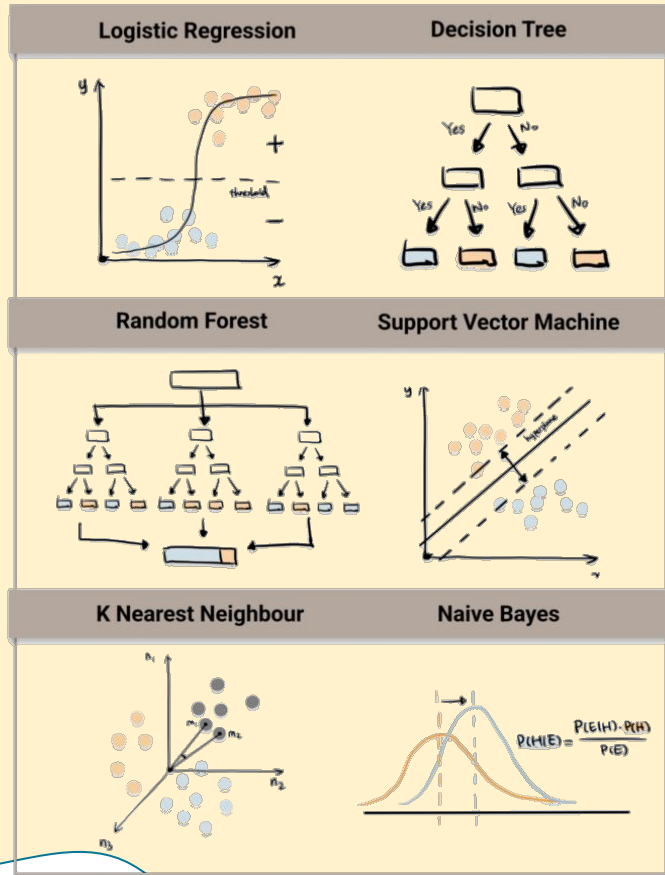 Logistic Regression
Decision Tree
y
+
threshold
-
x
Yes No
Yes No Yes No
Random Forest
Support Vector Machine
y
hyperplane
x
K Nearest Neighbour
Naive Bayes
n1
m1
m2
n2
n3
P(H|E) = P(E|H)·P(H)
P(E)